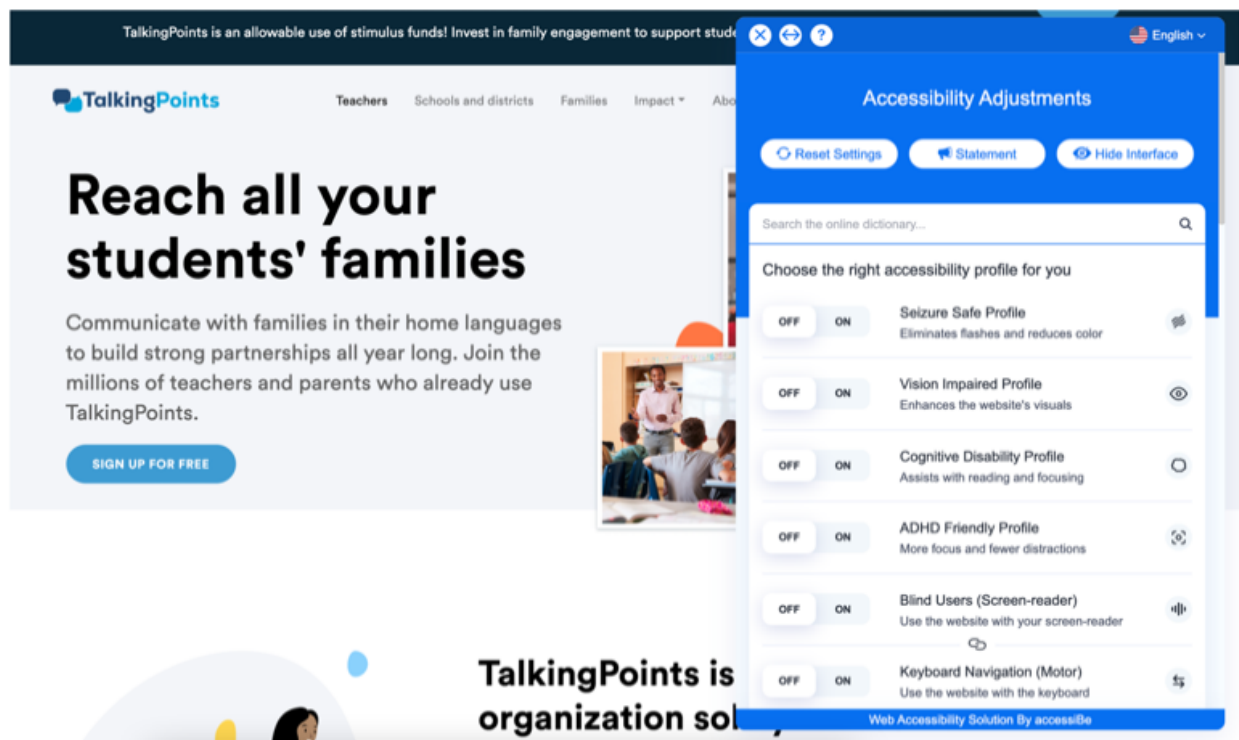 TalkingPoints is an allowable use of stimulus funds! Invest in family engagement to support
TalkingPoints
Teachers
Schools and districts
Families
Impact
Reach all your
students' families
Communicate with families in their home languages
to build strong partnerships all year long. Join the
millions of teachers and parents who already use
TalkingPoints.
SIGN UP FOR FREE
TalkingPoints is
organization
English
Accessibility Adjustments
Reset Settings
Statement
Hide Interface
Search the online dictionary...
Choose the right accessibility profile for you
OFF ON Seizure Safe Profile
Eliminates flashes and reduces color
OFF ON Vision Impaired Profile
Enhances the website's visuals
OFF ON Cognitive Disability Profile
Assists with reading and focusing
OFF ON ADHD Friendly Profile
More focus and fewer distractions
OFF ON Blind Users (Screen-reader)
Use the website with your screen-reader
OFF ON Keyboard Navigation (Motor)
Use the website with the keyboard
Web Accessibility Solution By accessiBe